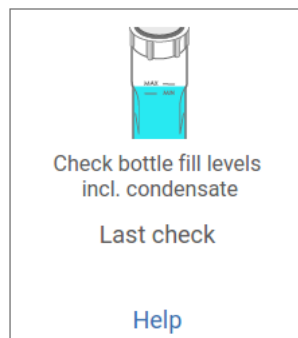 MAX
MIN
Check bottle fill levels
incl. condensate
Last check
Help